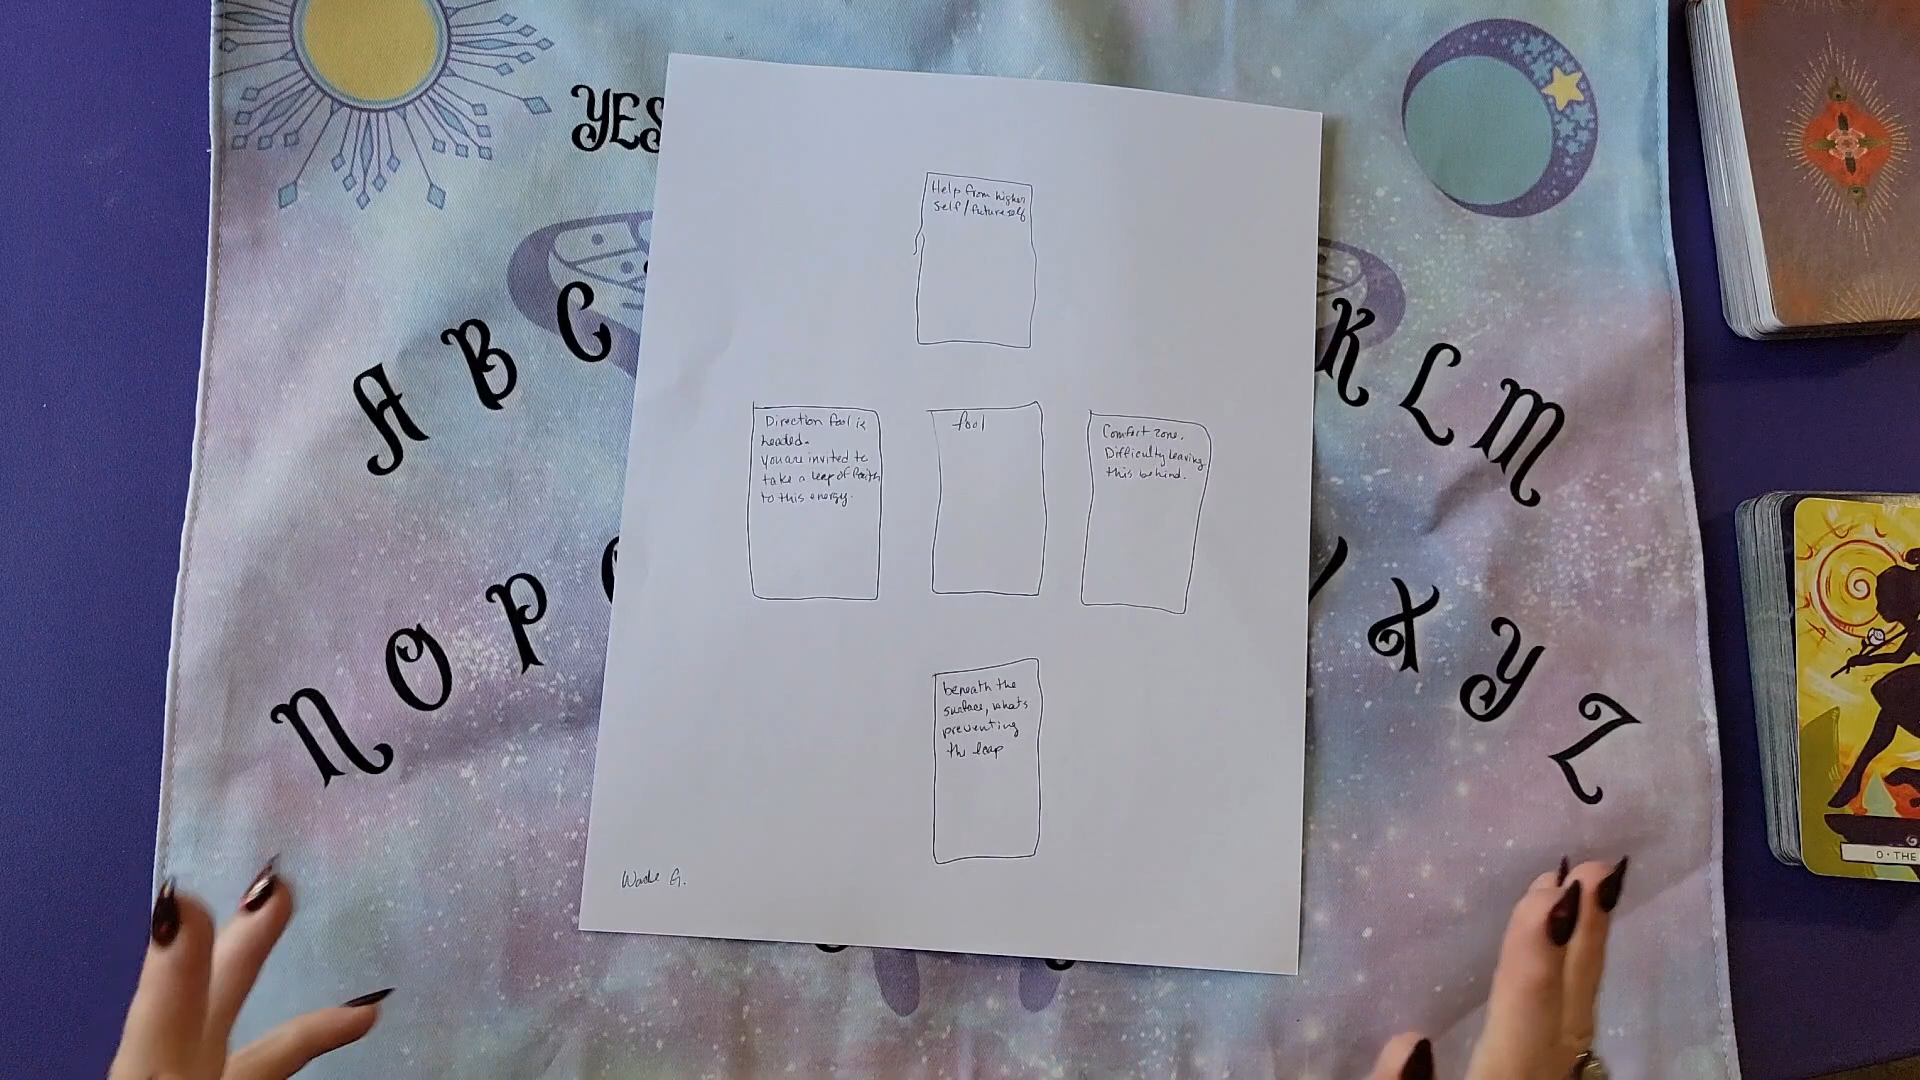 YES
Help from higher
Self/future self
A B C
K L M
Direction fool is
headed.
You are invited to
take a leap of faith
to this energy.
fool
Comfort zone.
Difficulty leaving
this behind.
N O P
X Y Z
beneath the
surface, whats
preventing
the leap
0 • THE
Wade G.